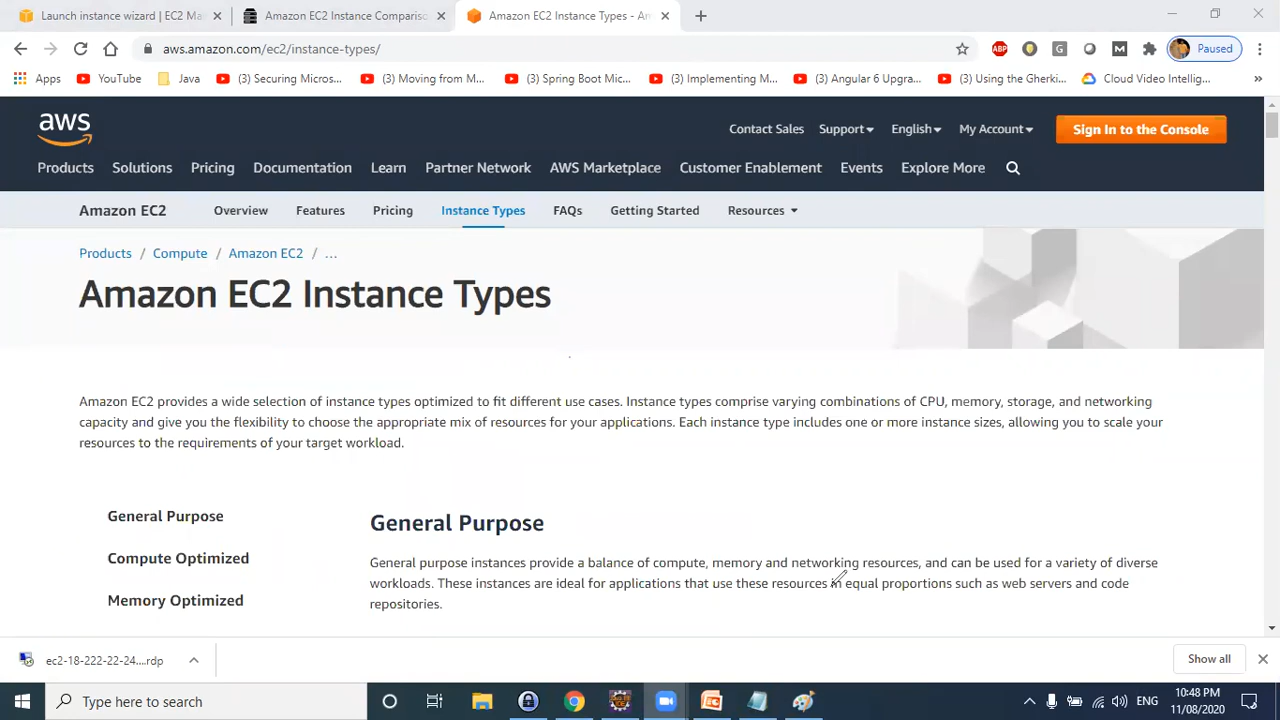 Launch instance wizard | EC2 Ma
Amazon EC2 Instance Comparisc
Amazon EC2 Instance Types - Am
aws.amazon.com/ec2/instance-types/
ABP
G
M
Paused
Apps
YouTube
Java
(3) Securing Micros...
(3) Moving from M...
(3) Spring Boot Mic...
(3) Implementing M...
(3) Angular 6 Upgra...
(3) Using the Gherki...
Cloud Video Intellig...
aws
Contact Sales
Support
English
My Account
Sign In to the Console
Products
Solutions
Pricing
Documentation
Learn
Partner Network
AWS Marketplace
Customer Enablement
Events
Explore More
Amazon EC2
Overview
Features
Pricing
Instance Types
FAQs
Getting Started
Resources
Products / Compute / Amazon EC2 / ...
Amazon EC2 Instance Types
Amazon EC2 provides a wide selection of instance types optimized to fit different use cases. Instance types comprise varying combinations of CPU, memory, storage, and networking
capacity and give you the flexibility to choose the appropriate mix of resources for your applications. Each instance type includes one or more instance sizes, allowing you to scale your
resources to the requirements of your target workload.
General Purpose
Compute Optimized
Memory Optimized
General Purpose
General purpose instances provide a balance of compute, memory and networking resources, and can be used for a variety of diverse
workloads. These instances are ideal for applications that use these resources in equal proportions such as web servers and code
repositories.
ec2-18-222-22-24....rdp
Show all
Type here to search
ENG
10:48 PM
11/08/2020